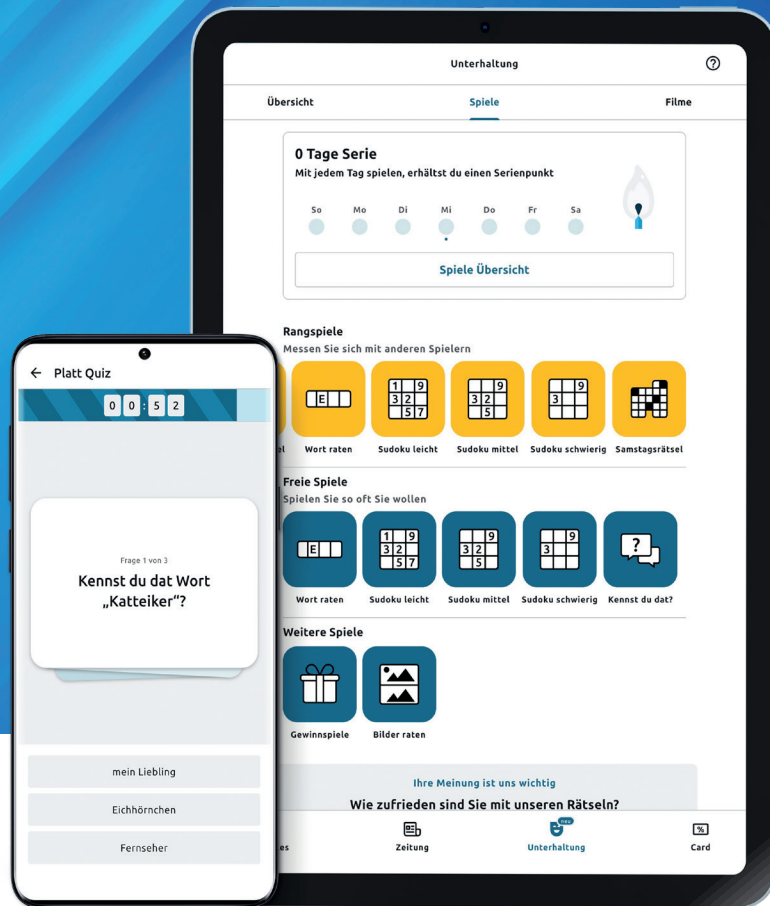 Unterhaltung
Übersicht
Spiele
Filme
0 Tage Serie
Mit jedem Tag spielen, erhältst du einen Serienpunkt
So Mo Di Mi Do Fr Sa
Spiele Übersicht
Rangspiele
Messen Sie sich mit anderen Spielern
E
1 9
3 2
5 7
9
3 2
5
9
3
el Wort raten Sudoku leicht Sudoku mittel Sudoku schwierig Samstagsrätsel
Freie Spiele
Spielen Sie so oft Sie wollen
E
1 9
3 2
5 7
9
3 2
5
9
3
?
Wort raten Sudoku leicht Sudoku mittel Sudoku schwierig Kennst du dat?
Weitere Spiele
Gewinnspiele Bilder raten
Ihre Meinung ist uns wichtig
Wie zufrieden sind Sie mit unseren Rätseln?
neu
%
es Zeitung Unterhaltung Card
← Platt Quiz
00:52
Frage 1 von 3
Kennst du dat Wort
„Katteiker“?
mein Liebling
Eichhörnchen
Fernseher